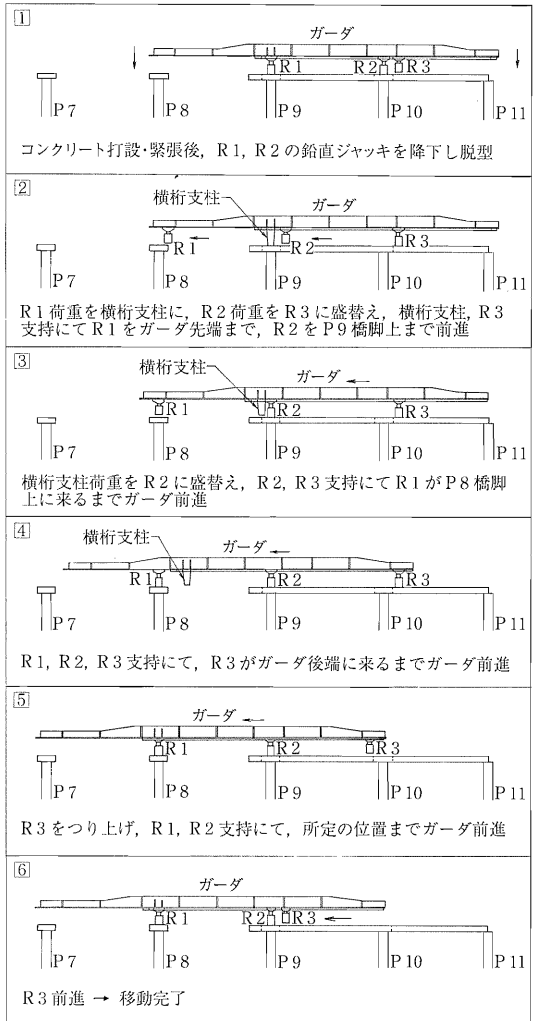 1
ガーダ
R1 R2 R3
P7 P8 P9 P10 P11
コンクリート打設・緊張後，R1，R2の鉛直ジャッキを降下し脱型
2
横桁支柱 ガーダ
R1 R2 R3
P7 P8 P9 P10 P11
R1荷重を横桁支柱に，R2荷重をR3に盛替え，横桁支柱，R3
支持にてR1をガーダ先端まで，R2をP9橋脚上まで前進
3
横桁支柱 ガーダ
R1 R2 R3
P7 P8 P9 P10 P11
横桁支柱荷重をR2に盛替え，R2，R3支持にてR1がP8橋脚
上に来るまでガーダ前進
4
横桁支柱 ガーダ
R1 R2 R3
P7 P8 P9 P10 P11
R1，R2，R3支持にて，R3がガーダ後端に来るまでガーダ前進
5
ガーダ
R1 R2 R3
P7 P8 P9 P10 P11
R3をつり上げ，R1，R2支持にて，所定の位置までガーダ前進
6
ガーダ
R1 R2 R3
P7 P8 P9 P10 P11
R3前進 → 移動完了